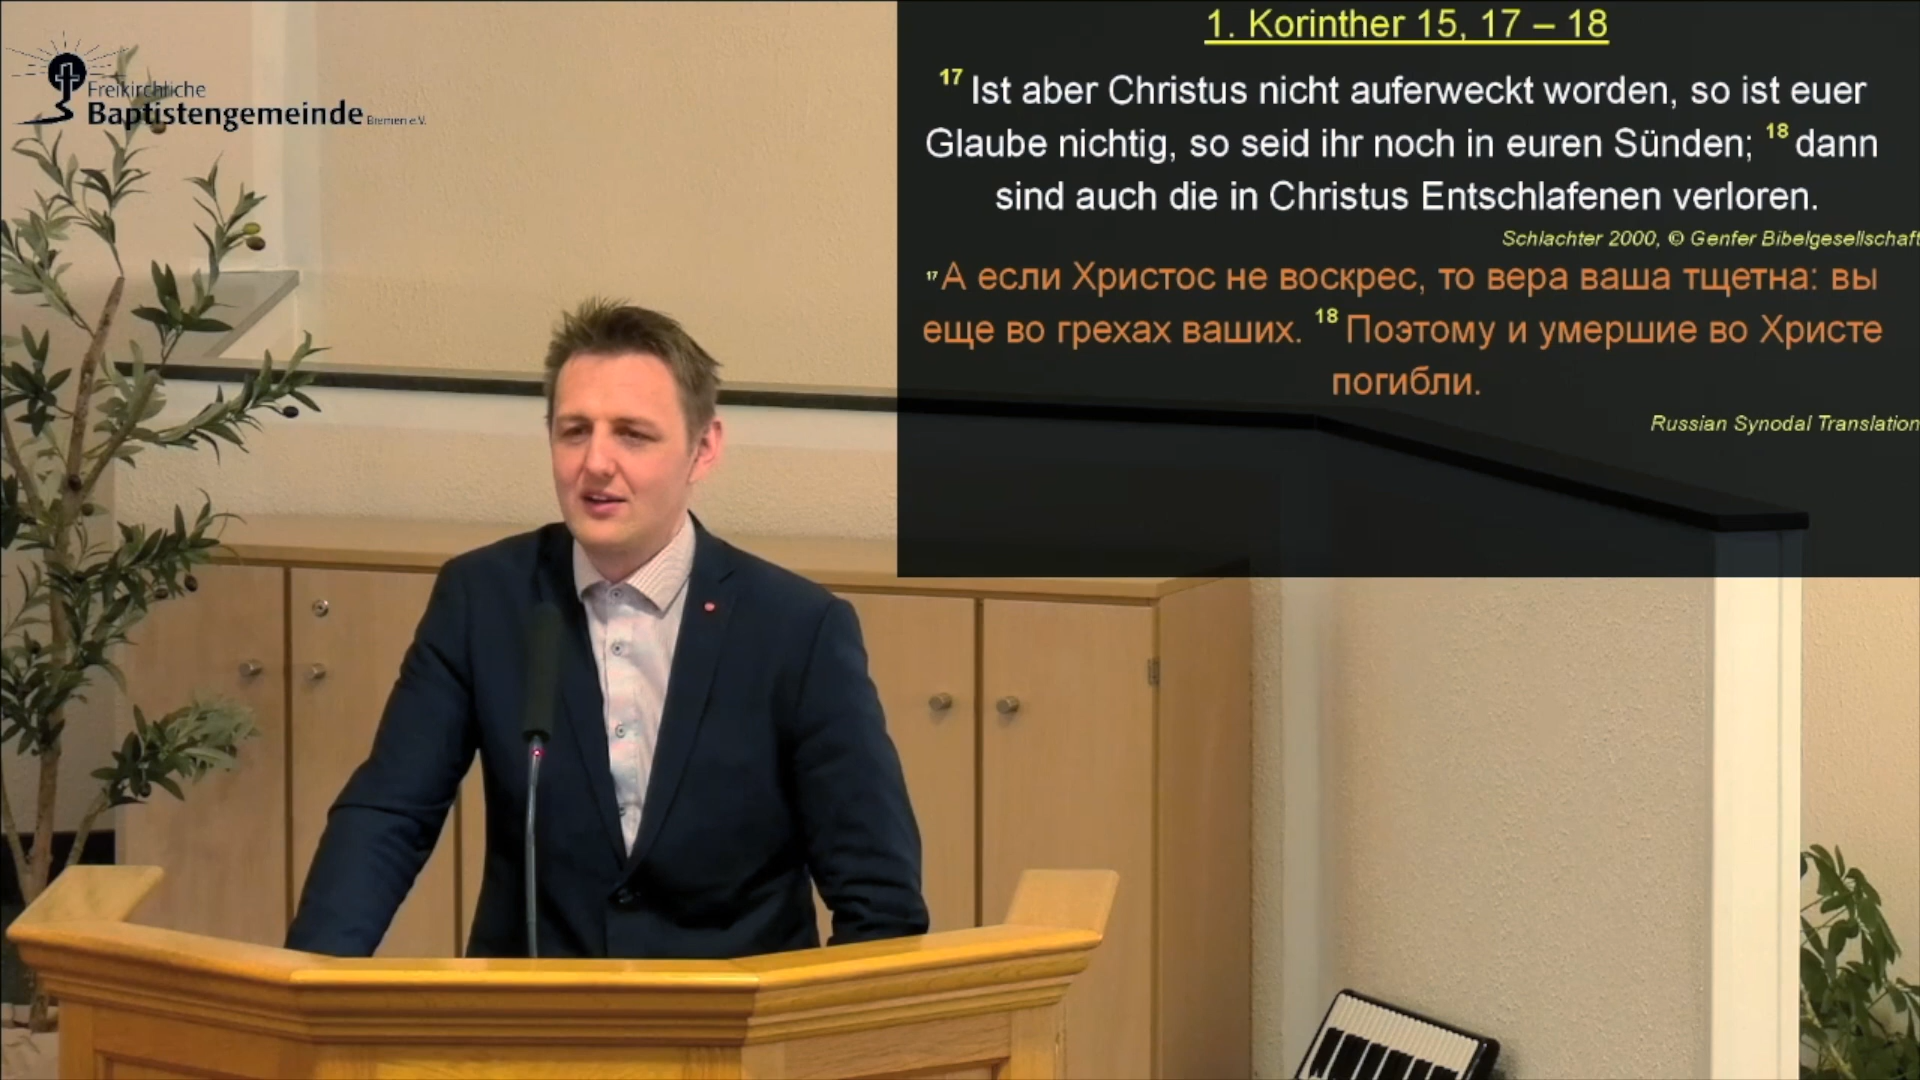 Freikirchliche
Baptistengemeinde Bremen e.V.
1. Korinther 15, 17 – 18
17 Ist aber Christus nicht auferweckt worden, so ist euer
Glaube nichtig, so seid ihr noch in euren Sünden; 18 dann
sind auch die in Christus Entschlafenen verloren.
Schlachter 2000, © Genfer Bibelgesellschaft
17 А если Христос не воскрес, то вера ваша тщетна: вы
еще во грехах ваших. 18 Поэтому и умершие во Христе
погибли.
Russian Synodal Translation